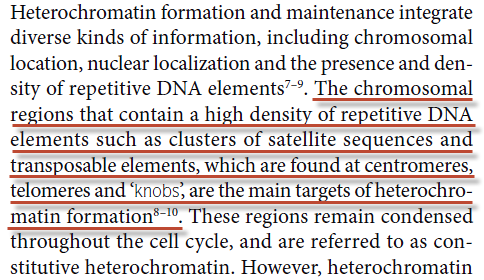 Heterochromatin formation and maintenance integrate
diverse kinds of information, including chromosomal
location, nuclear localization and the presence and den-
sity of repetitive DNA elements⁷⁻⁹. The chromosomal
regions that contain a high density of repetitive DNA
elements such as clusters of satellite sequences and
transposable elements, which are found at centromeres,
telomeres and ‘knobs’, are the main targets of heterochro-
matin formation⁸⁻¹⁰. These regions remain condensed
throughout the cell cycle, and are referred to as con-
stitutive heterochromatin. However, heterochromatin